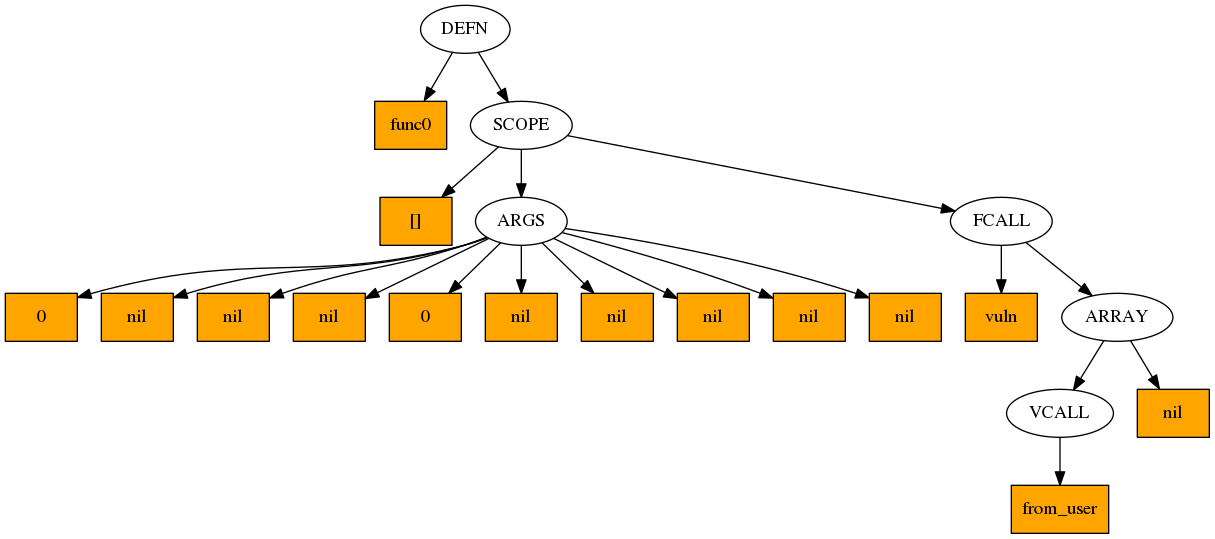 DEFN
func0
SCOPE
[]
ARGS
FCALL
0
nil
nil
nil
0
nil
nil
nil
nil
nil
vuln
ARRAY
VCALL
nil
from_user